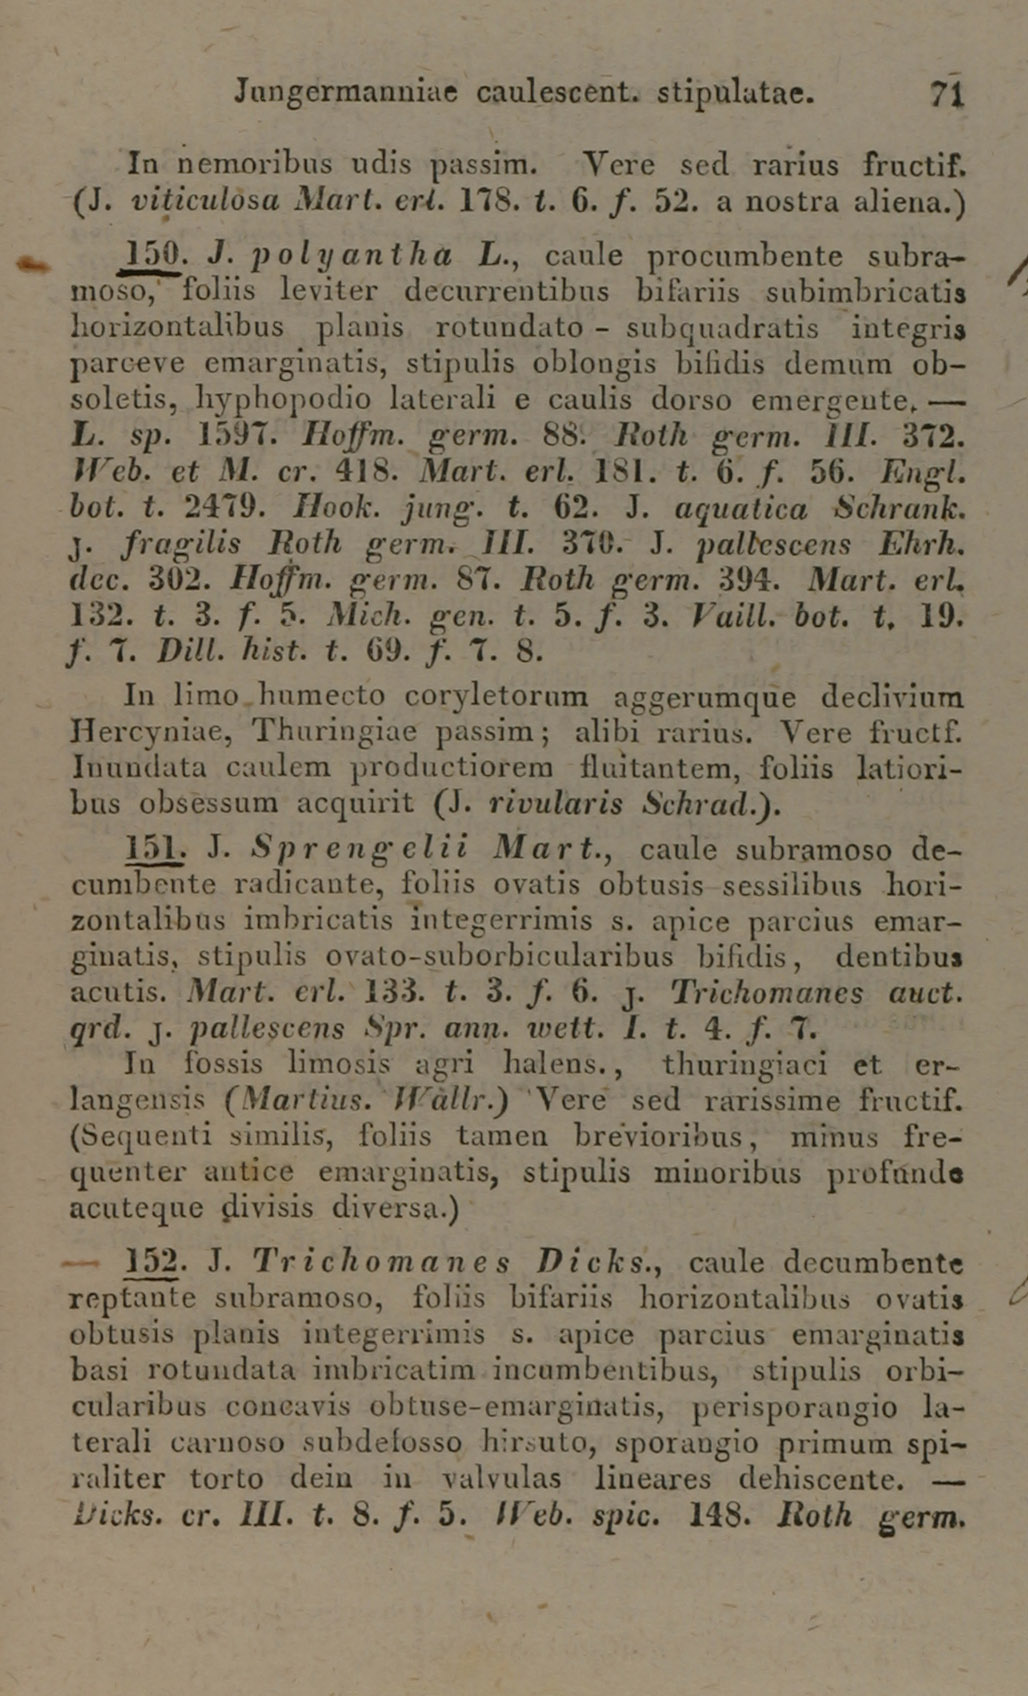 Jungermanniae caulescent. stipulatae. 71
In nemoribus udis passim. Vere sed rarius fructif.
(J. viticulosa Mart. erl. 178. t. 6. f. 52. a nostra aliena.)
150. J. polyantha L., caule procumbente subra-
moso, foliis leviter decurrentibus bifariis subimbricatis
horizontalibus planis rotundato - subquadratis integris
parceve emarginatis, stipulis oblongis bifidis demum ob-
soletis, hyphopodio laterali e caulis dorso emergente. —
L. sp. 1597. Hoffm. germ. 88. Roth germ. III. 372.
Web. et M. cr. 418. Mart. erl. 181. t. 6. f. 56. Engl.
bot. t. 2479. Hook. jung. t. 62. J. aquatica Schrank.
J. fragilis Roth germ. III. 370. J. pallescens Ehrh.
dec. 302. Hoffm. germ. 87. Roth germ. 394. Mart. erl.
132. t. 3. f. 5. Mich. gen. t. 5. f. 3. Vaill. bot. t. 19.
f. 7. Dill. hist. t. 69. f. 7. 8.
In limo humecto coryletorum aggerumque declivium
Hercyniae, Thuringiae passim; alibi rarius. Vere fructf.
Inundata caulem productiorem fluitantem, foliis latiori-
bus obsessum acquirit (J. rivularis Schrad.).
151. J. Sprengelii Mart., caule subramoso de-
cumbente radicante, foliis ovatis obtusis sessilibus hori-
zontalibus imbricatis integerrimis s. apice parcius emar-
ginatis, stipulis ovato-suborbicularibus bifidis, dentibus
acutis. Mart. erl. 133. t. 3. f. 6. J. Trichomanes auct.
qrd. J. pallescens Spr. ann. wett. I. t. 4. f. 7.
In fossis limosis agri halens., thuringiaci et er-
langensis (Martius. Wallr.) Vere sed rarissime fructif.
(Sequenti similis, foliis tamen brevioribus, minus fre-
quenter antice emarginatis, stipulis minoribus profunde
acuteque divisis diversa.)
152. J. Trichomanes Dicks., caule decumbente
reptante subramoso, foliis bifariis horizontalibus ovatis
obtusis planis integerrimis s. apice parcius emarginatis
basi rotundata imbricatim incumbentibus, stipulis orbi-
cularibus concavis obtuse-emarginatis, perisporangio la-
terali carnoso subdefosso hirsuto, sporangio primum spi-
raliter torto dein in valvulas lineares dehiscente. —
Dicks. cr. III. t. 8. f. 5. Web. spic. 148. Roth germ.